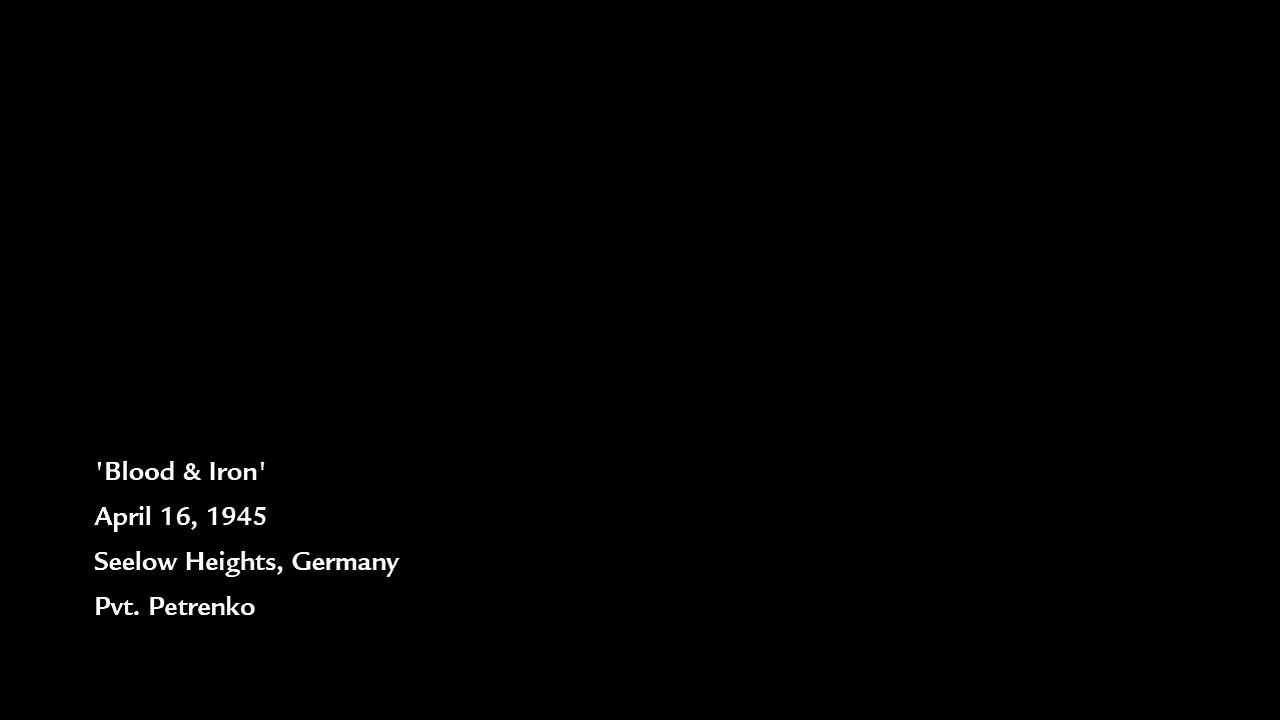 'Blood & Iron'
April 16, 1945
Seelow Heights, Germany
Pvt. Petrenko